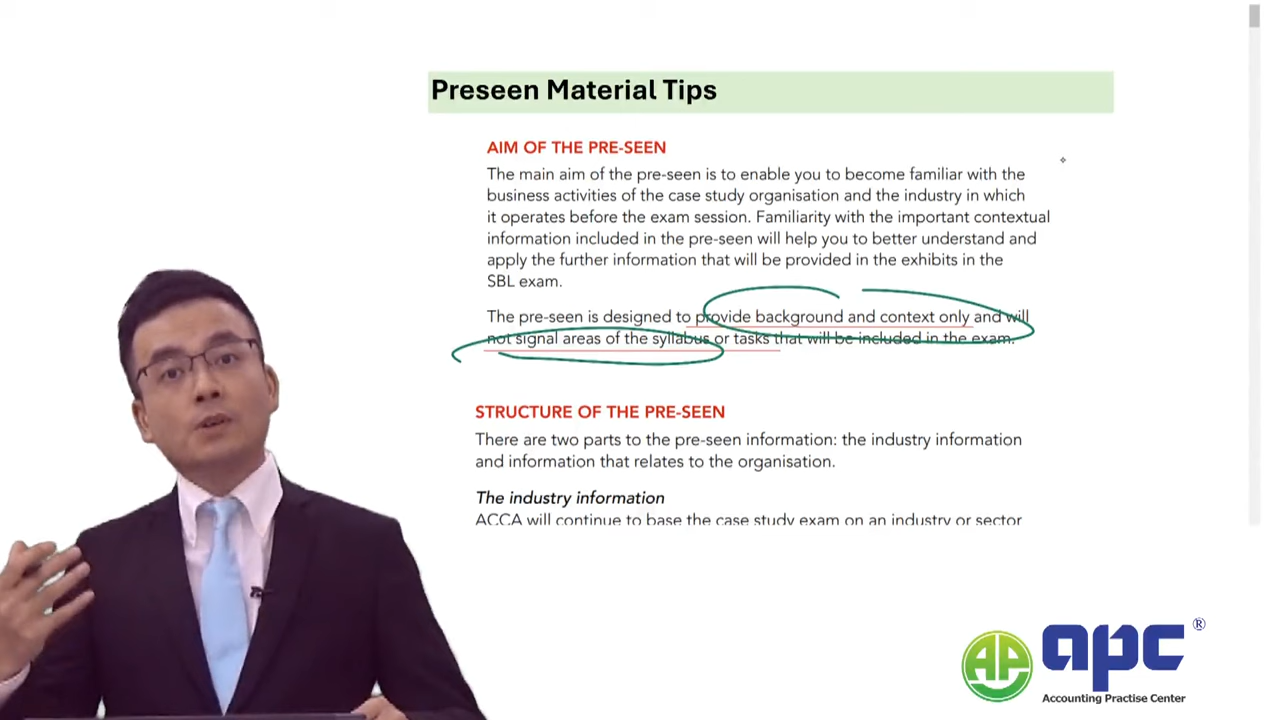 Preseen Material Tips
AIM OF THE PRE-SEEN
The main aim of the pre-seen is to enable you to become familiar with the
business activities of the case study organisation and the industry in which
it operates before the exam session. Familiarity with the important contextual
information included in the pre-seen will help you to better understand and
apply the further information that will be provided in the exhibits in the
SBL exam.
The pre-seen is designed to provide background and context only and will
not signal areas of the syllabus or tasks that will be included in the exam.
STRUCTURE OF THE PRE-SEEN
There are two parts to the pre-seen information: the industry information
and information that relates to the organisation.
The industry information
ACCA will continue to base the case study exam on an industry or sector
AP
apc ®
Accounting Practise Center